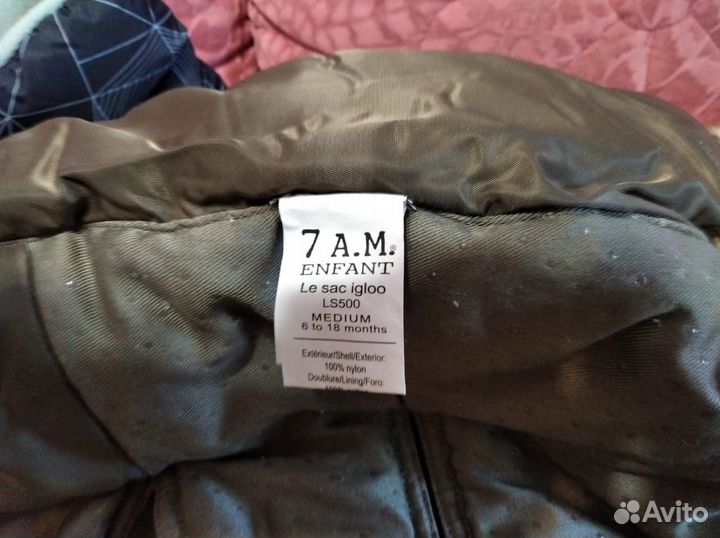 7 A.M.®
ENFANT
Le sac igloo
LS500
MEDIUM
6 to 18 months
Extérieur/Shell/Exterior:
100% nylon
Doublure/Lining/Foro:
Avito